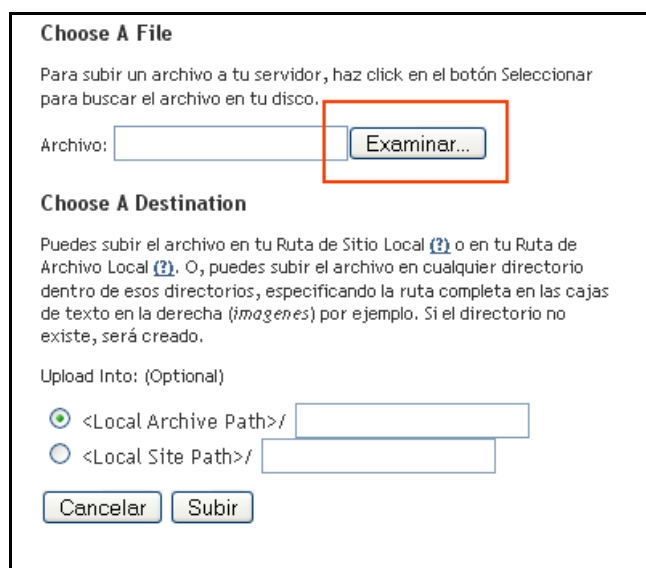 Choose A File
Para subir un archivo a tu servidor, haz click en el botón Seleccionar
para buscar el archivo en tu disco.
Archivo: Examinar...
Choose A Destination
Puedes subir el archivo en tu Ruta de Sitio Local (?) o en tu Ruta de
Archivo Local (?). O, puedes subir el archivo en cualquier directorio
dentro de esos directorios, especificando la ruta completa en las cajas
de texto en la derecha (imagenes) por ejemplo. Si el directorio no
existe, será creado.
Upload Into: (Optional)
<Local Archive Path>/
<Local Site Path>/
Cancelar Subir